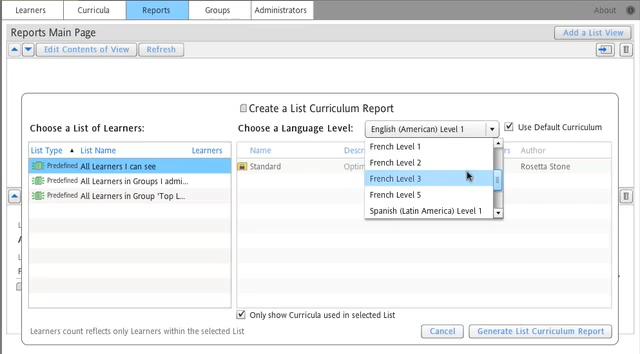 Learners Curricula Reports Groups Administrators About
Reports Main Page Add a List View
Edit Contents of View Refresh
Create a List Curriculum Report
Choose a List of Learners: Choose a Language Level: English (American) Level 1 Use Default Curriculum
List Type List Name Learners Name Author
French Level 1
Predefined All Learners I can see Standard Rosetta Stone
French Level 2
Predefined All Learners in Groups I admi...
French Level 3
Predefined All Learners in Group 'Top L...
French Level 5
Spanish (Latin America) Level 1
Only show Curricula used in selected List
Learners count reflects only Learners within the selected List Cancel Generate List Curriculum Report